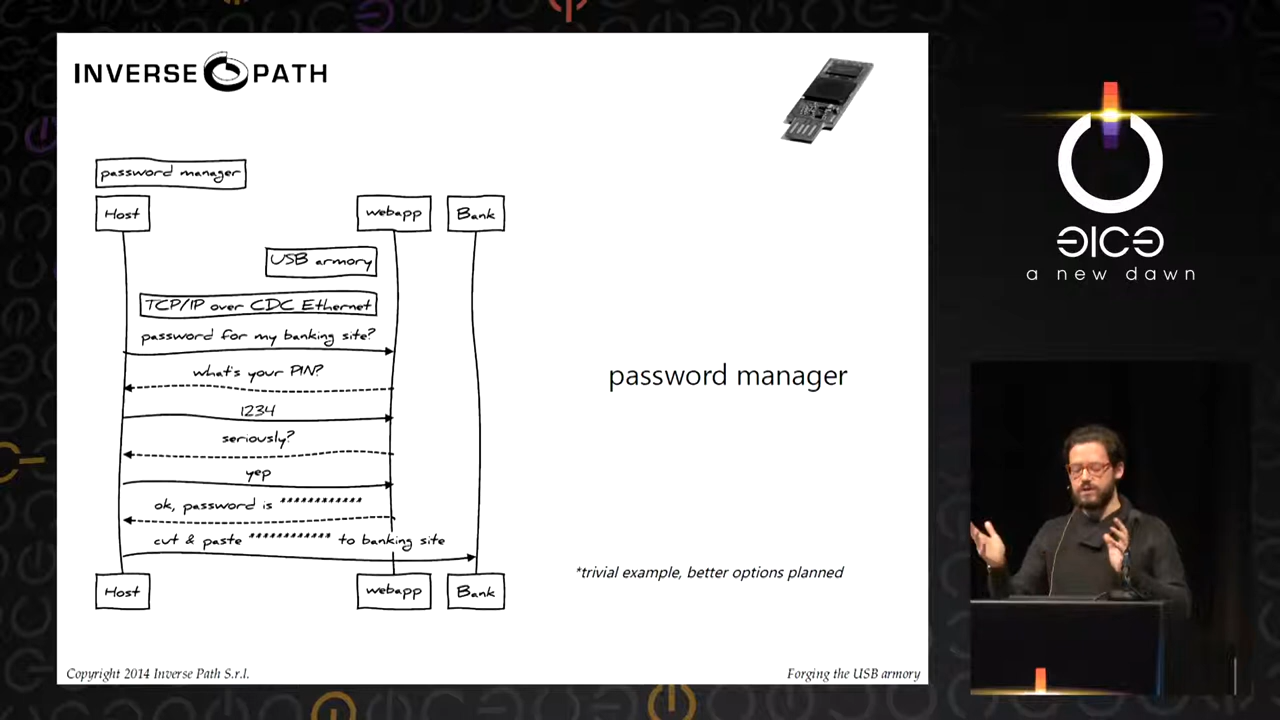 INVERSE PATH
password manager
Host
webapp
Bank
USB armory
TCP/IP over CDC Ethernet
password for my banking site?
what's your PIN?
1234
seriously?
yep
ok, password is ************
cut & paste ************ to banking site
Host
webapp
Bank
password manager
*trivial example, better options planned
Copyright 2014 Inverse Path S.r.l.
Forging the USB armory
a new dawn